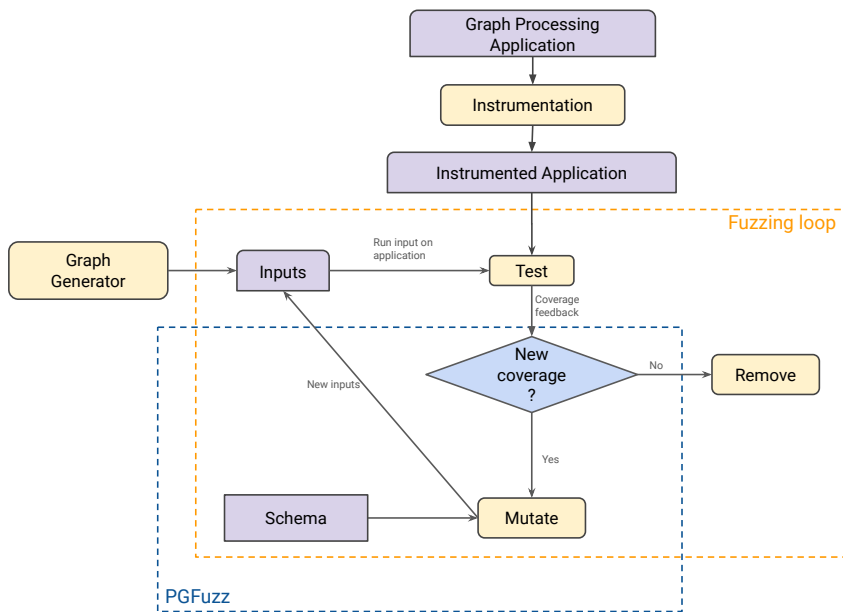 Graph Processing
Application
Instrumentation
Instrumented Application
Fuzzing loop
Graph
Generator
Inputs
Run input on
application
Test
Coverage
feedback
New
coverage
?
No
Remove
New inputs
Yes
Schema
Mutate
PGFuzz